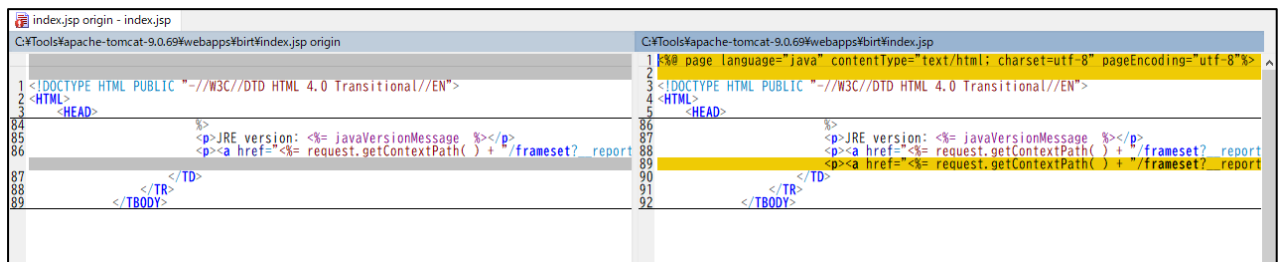 index.jsp origin - index.jsp
C:¥Tools¥apache-tomcat-9.0.69¥webapps¥birt¥index.jsp origin
1 <!DOCTYPE HTML PUBLIC "-//W3C//DTD HTML 4.0 Transitional//EN">
2 <HTML>
3 <HEAD>
84 %>
85 <p>JRE version: <%= javaVersionMessage %></p>
86 <p><a href="<%= request.getContextPath( ) + "/frameset?__report
87 </TD>
88 </TR>
89 </TBODY>
C:¥Tools¥apache-tomcat-9.0.69¥webapps¥birt¥index.jsp
1 <%@ page language="java" contentType="text/html; charset=utf-8" pageEncoding="utf-8"%>
2
3 <!DOCTYPE HTML PUBLIC "-//W3C//DTD HTML 4.0 Transitional//EN">
4 <HTML>
5 <HEAD>
86 %>
87 <p>JRE version: <%= javaVersionMessage %></p>
88 <p><a href="<%= request.getContextPath( ) + "/frameset?__report
89 <p><a href="<%= request.getContextPath( ) + "/frameset?__report
90 </TD>
91 </TR>
92 </TBODY>